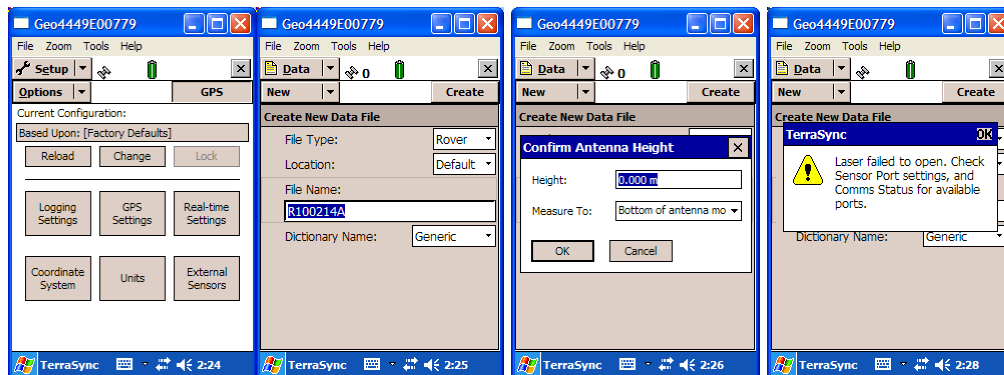 Geo4449E00779
File Zoom Tools Help
Setup
Options GPS
Current Configuration:
Based Upon: [Factory Defaults]
Reload Change Lock
Logging Settings
GPS Settings
Real-time Settings
Coordinate System
Units
External Sensors
TerraSync 2:24
Geo4449E00779
File Zoom Tools Help
Data 0
New Create
Create New Data File
File Type: Rover
Location: Default
File Name:
R100214A
Dictionary Name: Generic
TerraSync 2:25
Geo4449E00779
File Zoom Tools Help
Data 0
New Create
Create New Data File
Confirm Antenna Height
Height: 0.000 m
Measure To: Bottom of antenna mo
OK Cancel
TerraSync 2:26
Geo4449E00779
File Zoom Tools Help
Data
New Create
Create New Data File
TerraSync OK
Laser failed to open. Check
Sensor Port settings, and
Comms Status for available
ports.
Dictionary Name: Generic
TerraSync 2:28